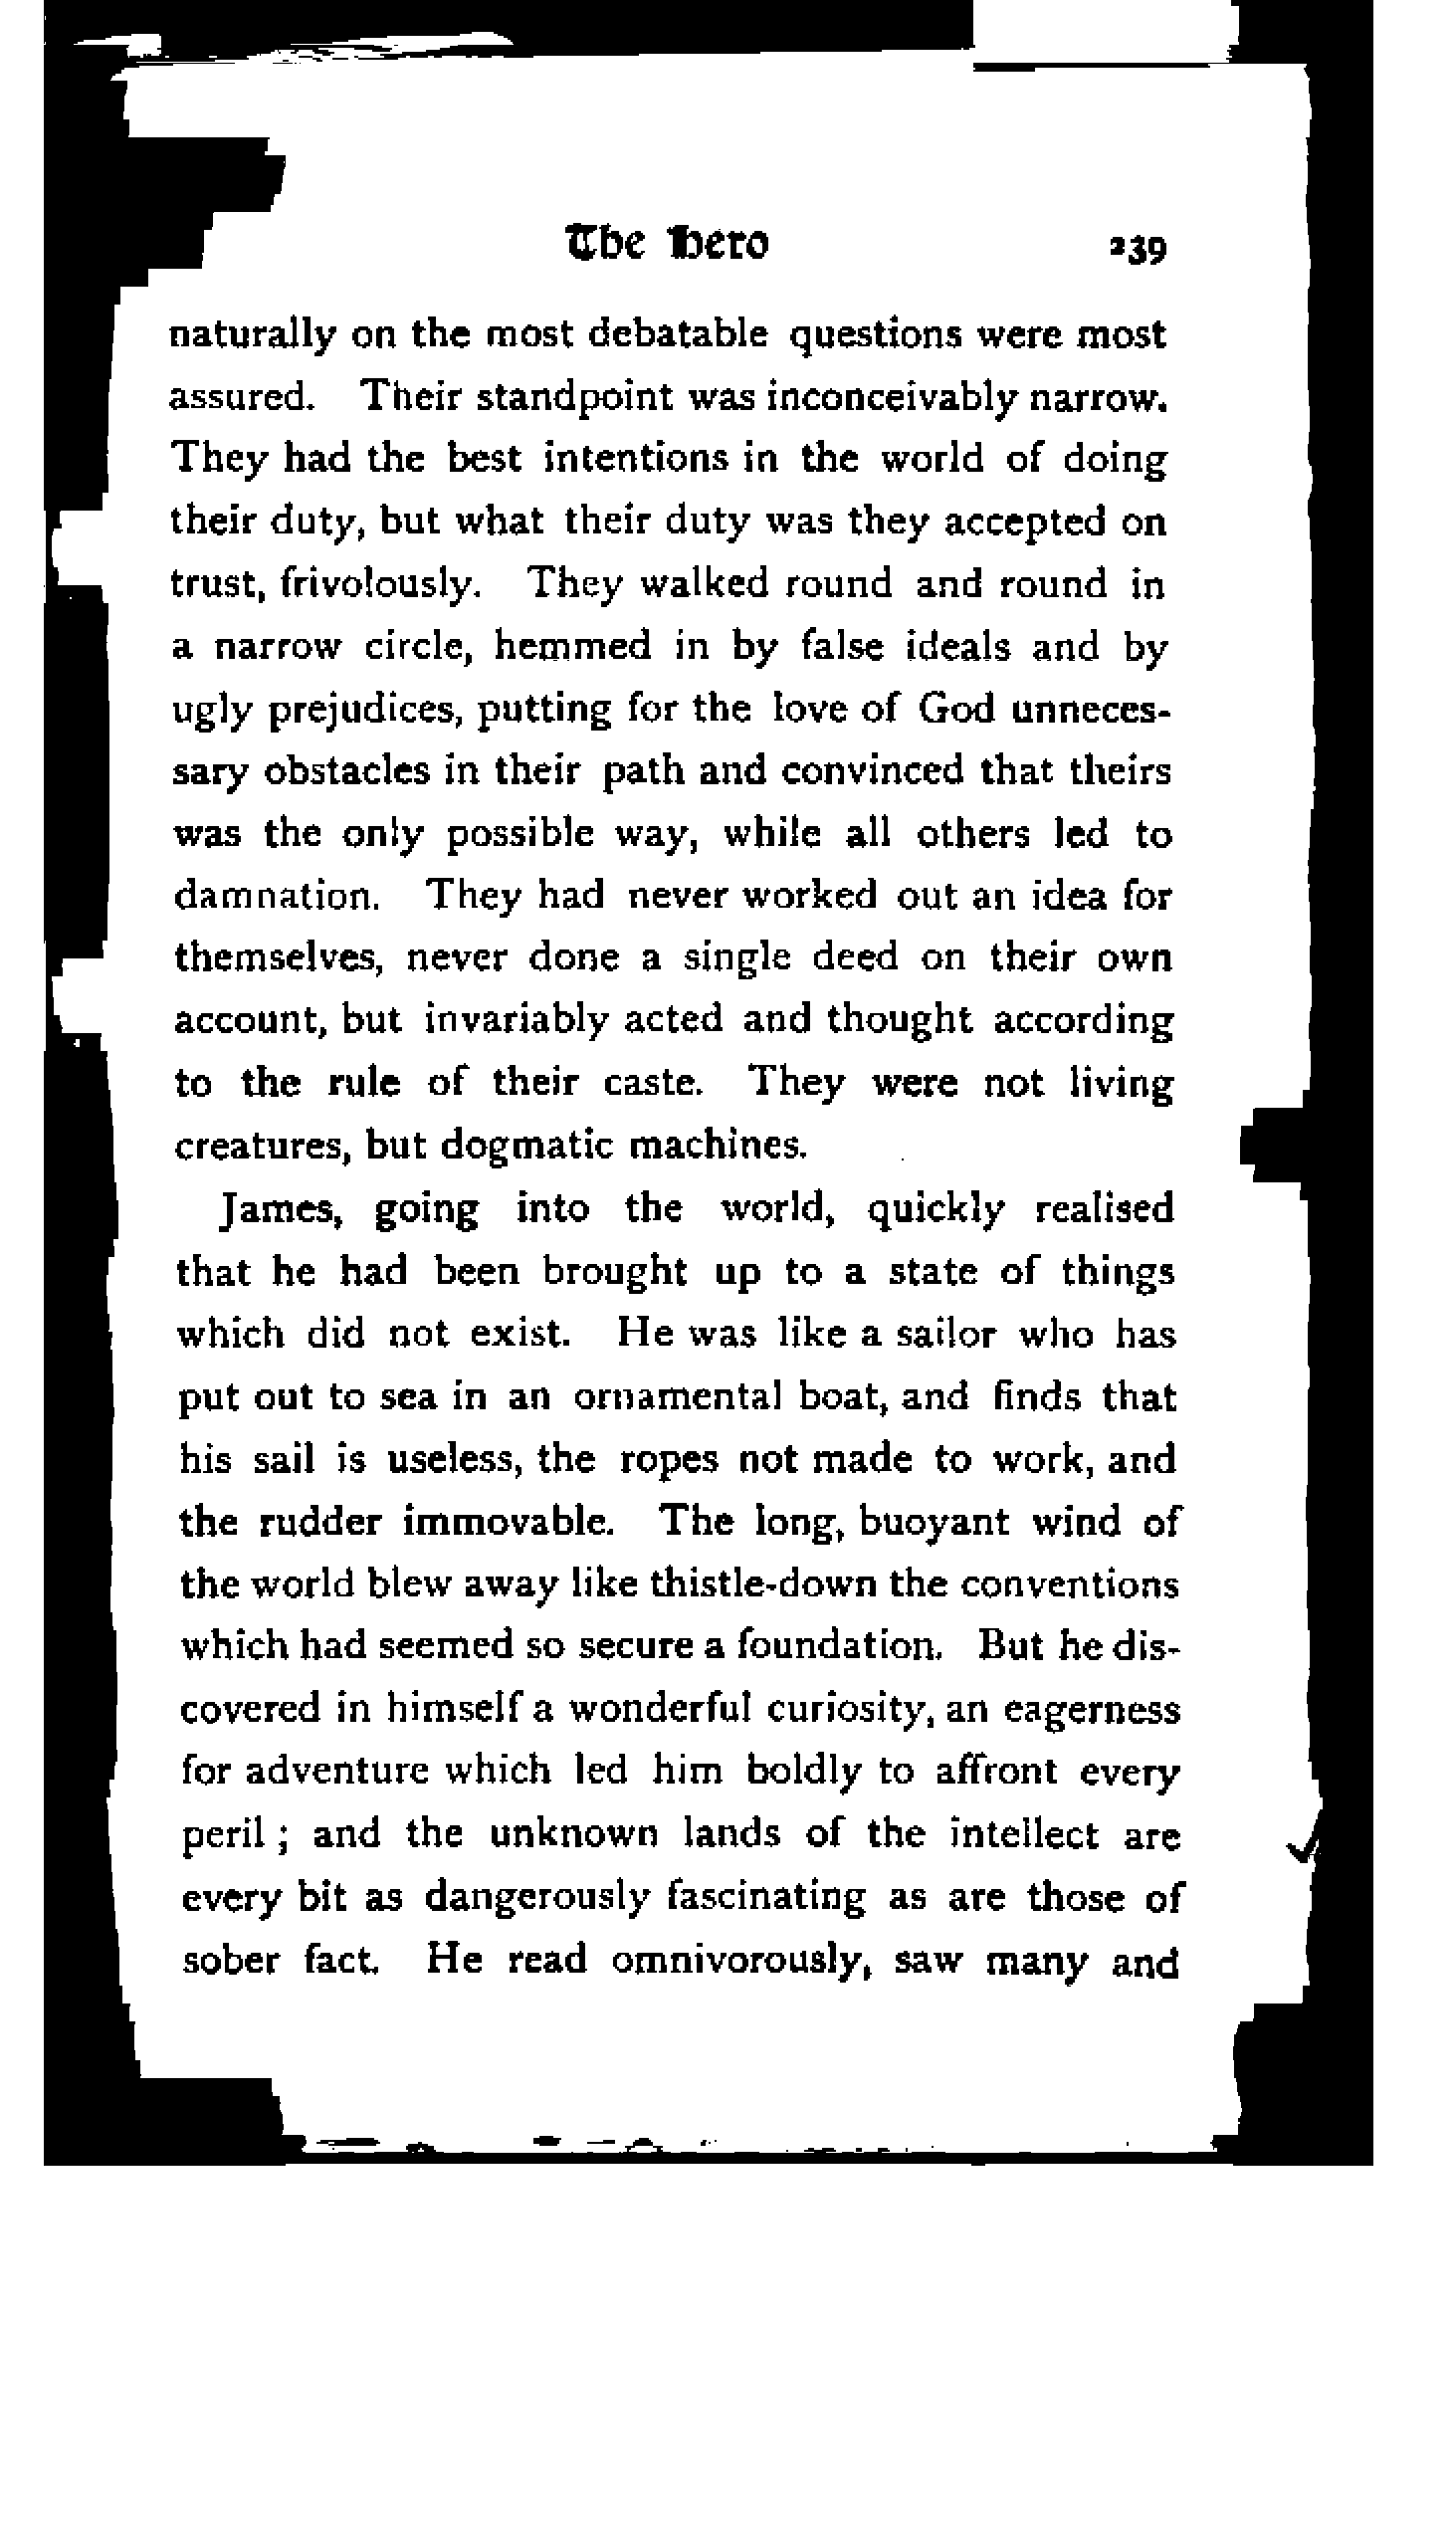 The Hero 239
naturally on the most debatable questions were most
assured. Their standpoint was inconceivably narrow.
They had the best intentions in the world of doing
their duty, but what their duty was they accepted on
trust, frivolously. They walked round and round in
a narrow circle, hemmed in by false ideals and by
ugly prejudices, putting for the love of God unneces-
sary obstacles in their path and convinced that theirs
was the only possible way, while all others led to
damnation. They had never worked out an idea for
themselves, never done a single deed on their own
account, but invariably acted and thought according
to the rule of their caste. They were not living
creatures, but dogmatic machines.
James, going into the world, quickly realised
that he had been brought up to a state of things
which did not exist. He was like a sailor who has
put out to sea in an ornamental boat, and finds that
his sail is useless, the ropes not made to work, and
the rudder immovable. The long, buoyant wind of
the world blew away like thistle-down the conventions
which had seemed so secure a foundation. But he dis-
covered in himself a wonderful curiosity, an eagerness
for adventure which led him boldly to affront every
peril ; and the unknown lands of the intellect are
every bit as dangerously fascinating as are those of
sober fact. He read omnivorously, saw many and